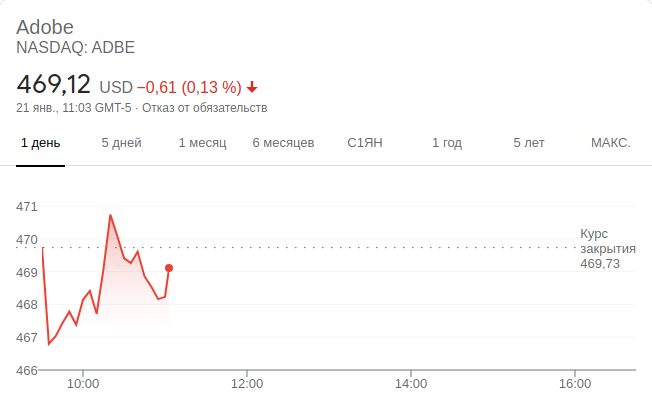 Adobe
NASDAQ: ADBE
469,12 USD −0,61 (0,13 %)
21 янв., 11:03 GMT-5 · Отказ от обязательств
1 день 5 дней 1 месяц 6 месяцев С1ЯН 1 год 5 лет МАКС.
471
470
469
468
467
466
Курс
закрытия
469,73
10:00 12:00 14:00 16:00